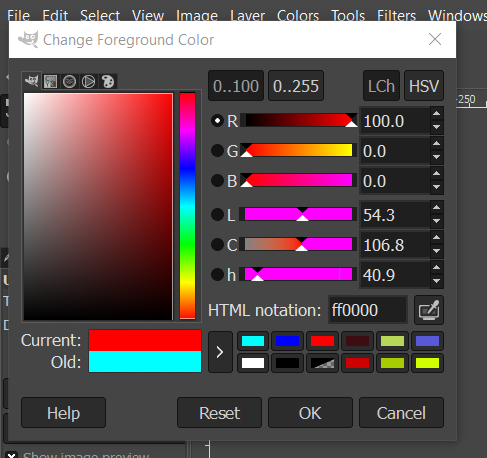 File Edit Select View Image Layer Colors Tools Filters Windows
Change Foreground Color
0..100 0..255 LCh HSV
250
R 100.0
G 0.0
B 0.0
L 54.3
C 106.8
h 40.9
HTML notation: ff0000
Current:
Old:
Help Reset OK Cancel
Show image preview